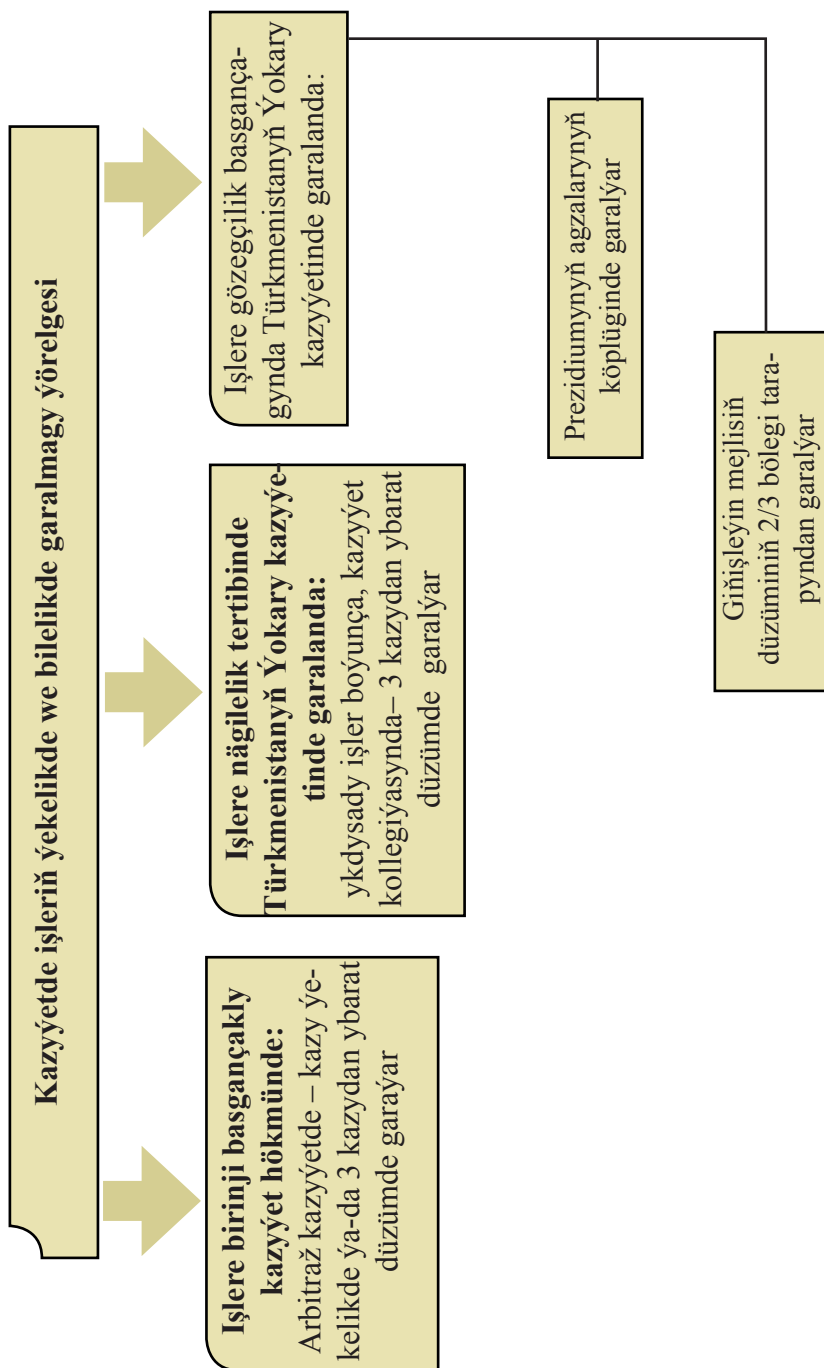 Kazyýetde işleriň ýekelikde we bilelikde garalmagy ýörelgesi
Işlere birinji basgançakly
kazyýet hökmünde:
Arbitraž kazyýetde – kazy ýe-
kelikde ýa-da 3 kazydan ybarat
düzümde garaýar
Işlere nägilelik tertibinde
Türkmenistanyň Ýokary kazyýe-
tinde garalanda:
ykdysady işler boýunça, kazyýet
kollegiýasynda– 3 kazydan ybarat
düzümde garalýar
Işlere gözegçilik basgança-
gynda Türkmenistanyň Ýokary
kazyýetinde garalanda:
Prezidiumynyň agzalarynyň
köplüginde garalýar
Giňişleýin mejlisiň
düzüminiň 2/3 bölegi tara-
pyndan garalýar